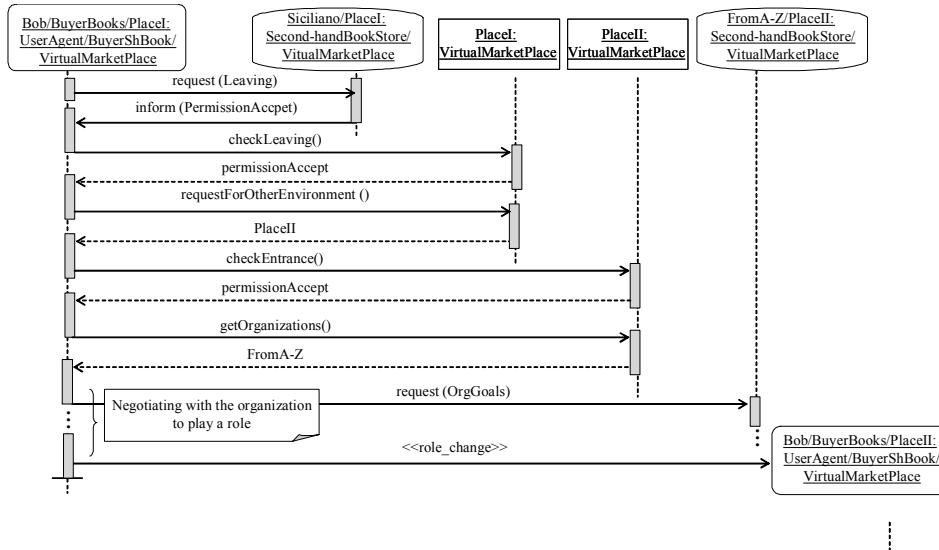 Bob/BuyerBooks/PlaceI:
UserAgent/BuyerShBook/
VirtualMarketPlace
Siciliano/PlaceI:
Second-handBookStore/
VitualMarketPlace
PlaceI:
VirtualMarketPlace
PlaceII:
VirtualMarketPlace
FromA-Z/PlaceII:
Second-handBookStore/
VitualMarketPlace
request (Leaving)
inform (PermissionAccpet)
checkLeaving()
permissionAccept
requestForOtherEnvironment ()
PlaceII
checkEntrance()
permissionAccept
getOrganizations()
FromA-Z
request (OrgGoals)
Negotiating with the organization
to play a role
<<role_change>>
Bob/BuyerBooks/PlaceII:
UserAgent/BuyerShBook/
VirtualMarketPlace